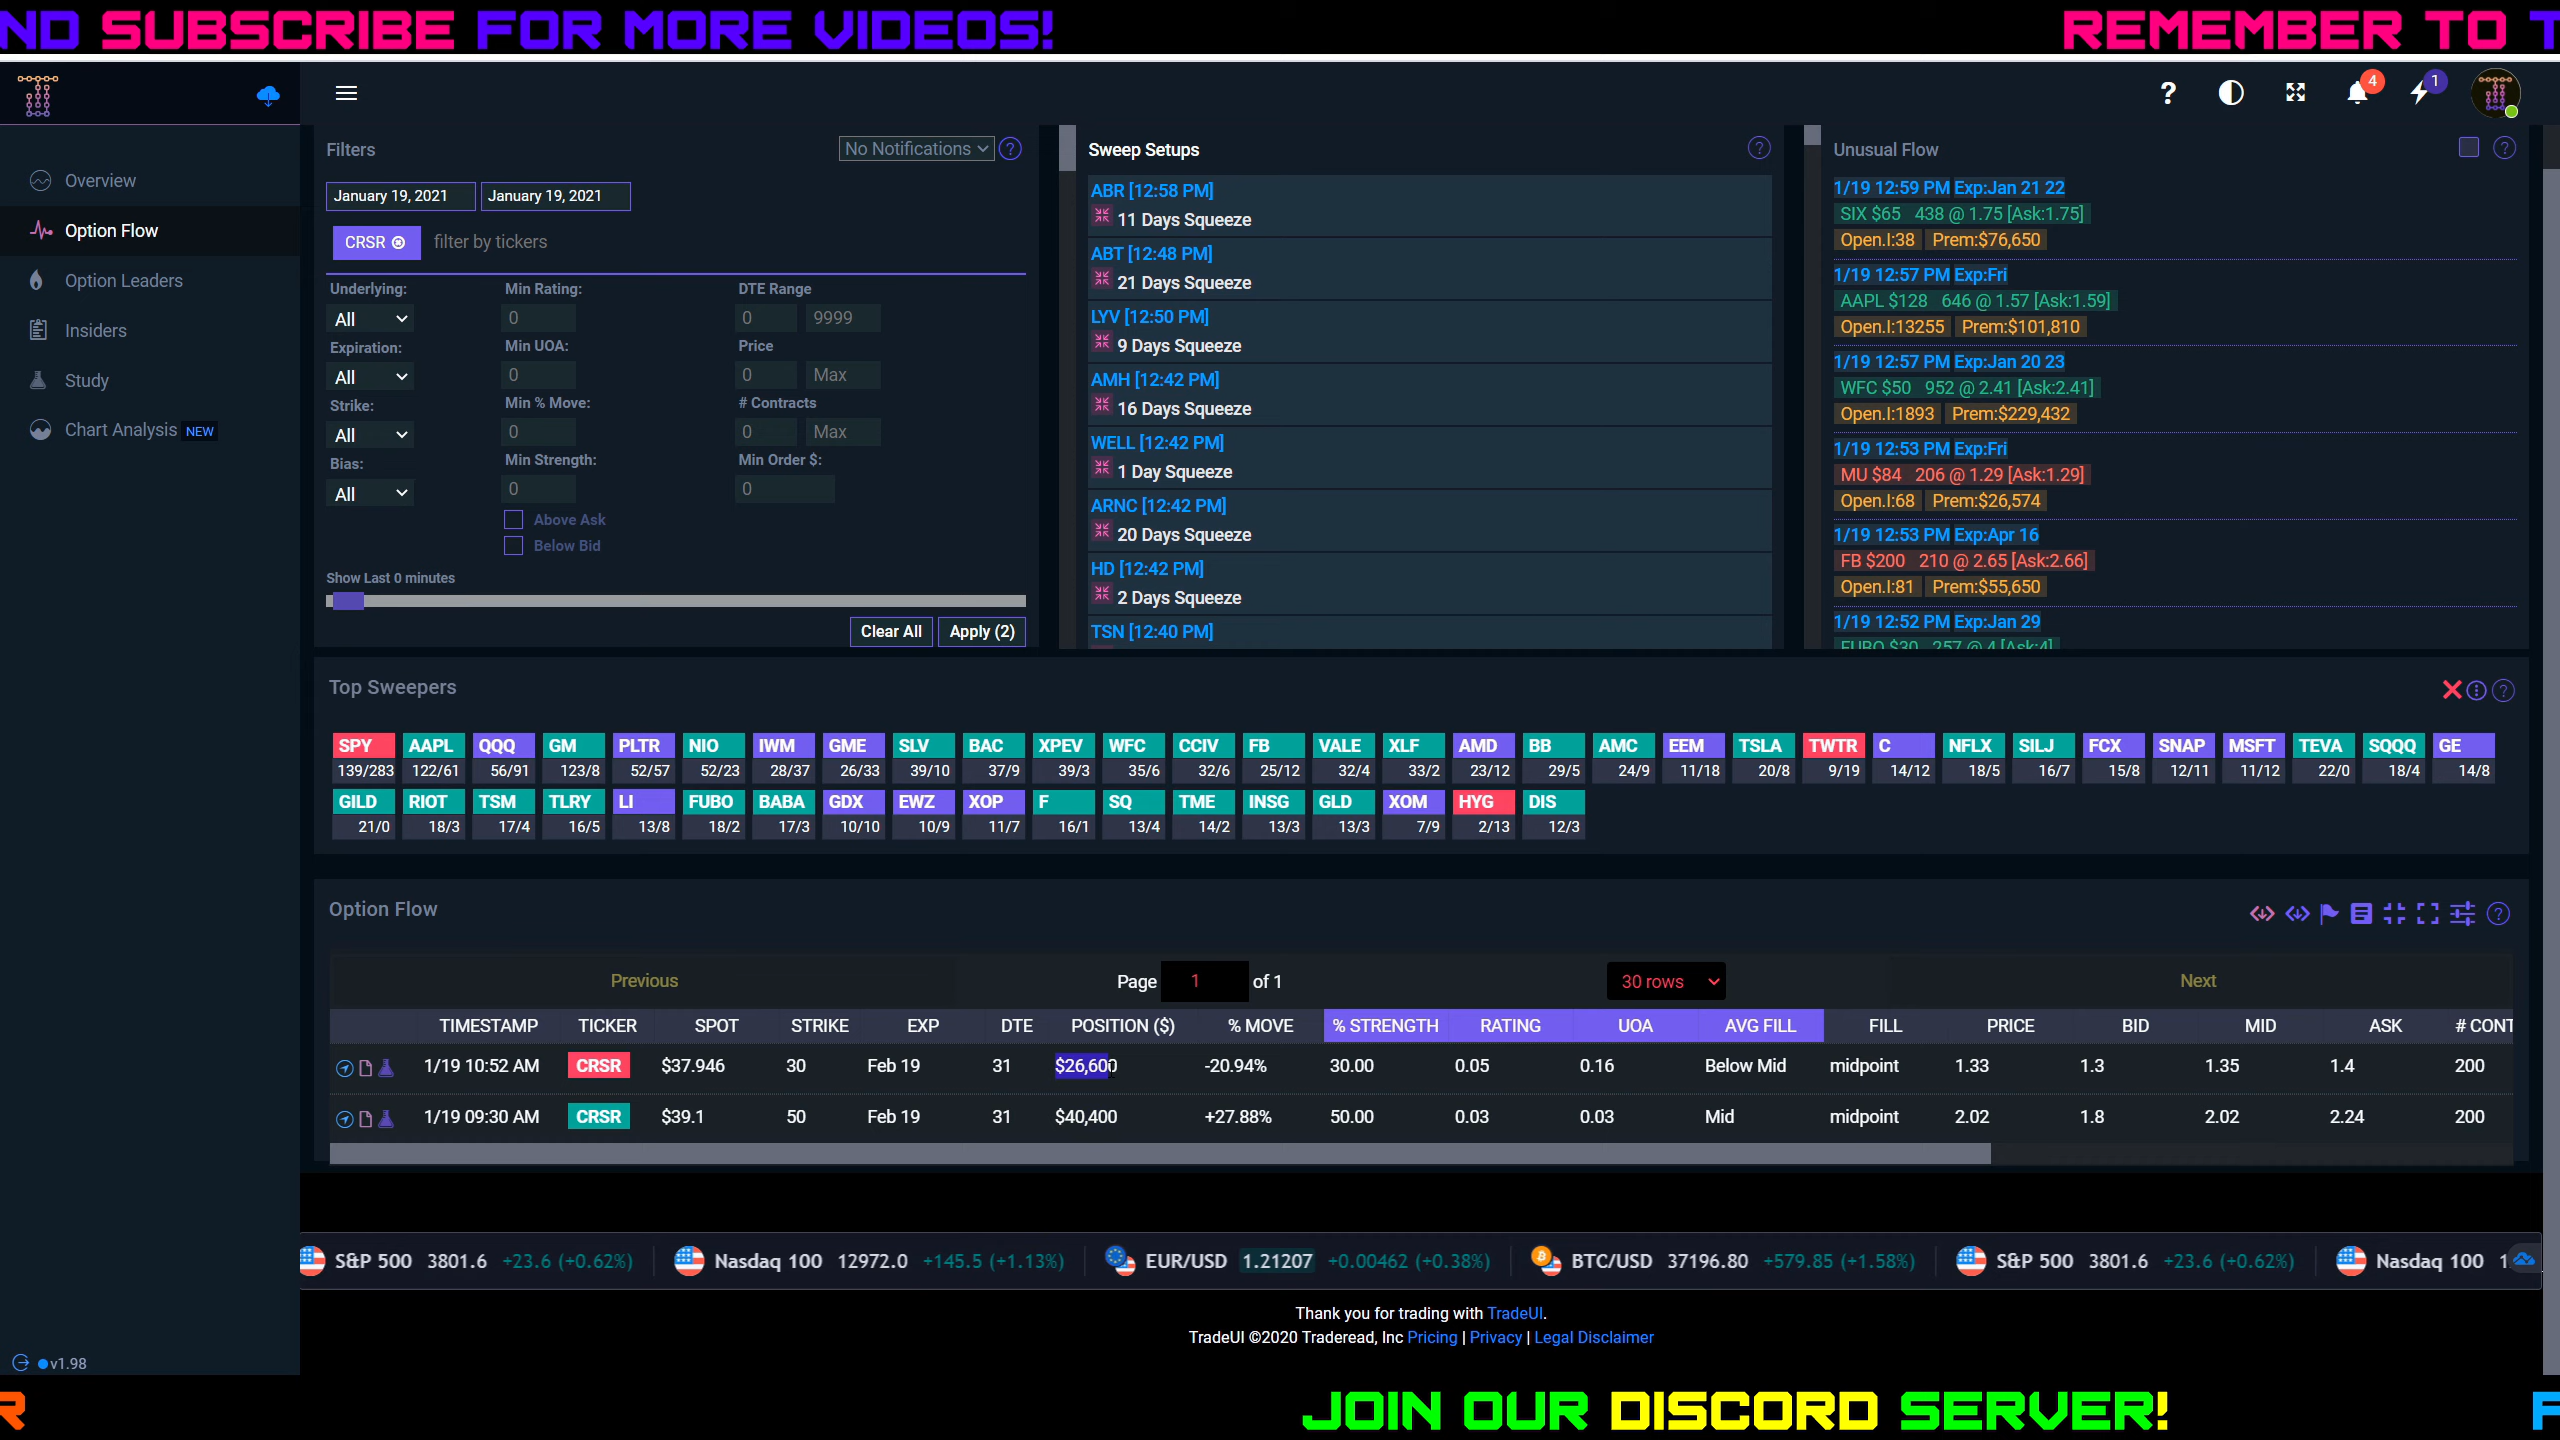 ND SUBSCRIBE FOR MORE VIDEOS! REMEMBER TO
? 4 1
Overview
Option Flow
Option Leaders
Insiders
Study
Chart Analysis NEW
v1.98
Filters No Notifications ?
January 19, 2021 January 19, 2021
CRSR filter by tickers
Underlying: Min Rating: DTE Range
All 0 0 9999
Expiration: Min UOA: Price
All 0 0 Max
Strike: Min % Move: # Contracts
All 0 0 Max
Bias: Min Strength: Min Order $:
All 0 0
Above Ask
Below Bid
Show Last 0 minutes
Clear All Apply (2)
Sweep Setups ?
ABR [12:58 PM]
11 Days Squeeze
ABT [12:48 PM]
21 Days Squeeze
LYV [12:50 PM]
9 Days Squeeze
AMH [12:42 PM]
16 Days Squeeze
WELL [12:42 PM]
1 Day Squeeze
ARNC [12:42 PM]
20 Days Squeeze
HD [12:42 PM]
2 Days Squeeze
TSN [12:40 PM]
Unusual Flow ?
1/19 12:59 PM Exp:Jan 21 22
SIX $65 438 @ 1.75 [Ask:1.75]
Open.I:38 Prem:$76,650
1/19 12:57 PM Exp:Fri
AAPL $128 646 @ 1.57 [Ask:1.59]
Open.I:13255 Prem:$101,810
1/19 12:57 PM Exp:Jan 20 23
WFC $50 952 @ 2.41 [Ask:2.41]
Open.I:1893 Prem:$229,432
1/19 12:53 PM Exp:Fri
MU $84 206 @ 1.29 [Ask:1.29]
Open.I:68 Prem:$26,574
1/19 12:53 PM Exp:Apr 16
FB $200 210 @ 2.65 [Ask:2.66]
Open.I:81 Prem:$55,650
1/19 12:52 PM Exp:Jan 29
FUBO $30 257 @ 4 [Ask:4]
Top Sweepers ?
SPY AAPL QQQ GM PLTR NIO IWM GME SLV BAC XPEV WFC CCIV FB VALE XLF AMD BB AMC EEM TSLA TWTR C NFLX SILJ FCX SNAP MSFT TEVA SQQQ GE
139/283 122/61 56/91 123/8 52/57 52/23 28/37 26/33 39/10 37/9 39/3 35/6 32/6 25/12 32/4 33/2 23/12 29/5 24/9 11/18 20/8 9/19 14/12 18/5 16/7 15/8 12/11 11/12 22/0 18/4 14/8
GILD RIOT TSM TLRY LI FUBO BABA GDX EWZ XOP F SQ TME INSG GLD XOM HYG DIS
21/0 18/3 17/4 16/5 13/8 18/2 17/3 10/10 10/9 11/7 16/1 13/4 14/2 13/3 13/3 7/9 2/13 12/3
Option Flow ?
Previous Page 1 of 1 30 rows Next
TIMESTAMP TICKER SPOT STRIKE EXP DTE POSITION ($) % MOVE % STRENGTH RATING UOA AVG FILL FILL PRICE BID MID ASK # CONT
1/19 10:52 AM CRSR $37.946 30 Feb 19 31 $26,600 -20.94% 30.00 0.05 0.16 Below Mid midpoint 1.33 1.3 1.35 1.4 200
1/19 09:30 AM CRSR $39.1 50 Feb 19 31 $40,400 +27.88% 50.00 0.03 0.03 Mid midpoint 2.02 1.8 2.02 2.24 200
S&P 500 3801.6 +23.6 (+0.62%) Nasdaq 100 12972.0 +145.5 (+1.13%) EUR/USD 1.21207 +0.00462 (+0.38%) BTC/USD 37196.80 +579.85 (+1.58%) S&P 500 3801.6 +23.6 (+0.62%) Nasdaq 100
Thank you for trading with TradeUI.
TradeUI ©2020 Traderead, Inc Pricing | Privacy | Legal Disclaimer
R JOIN OUR DISCORD SERVER! F